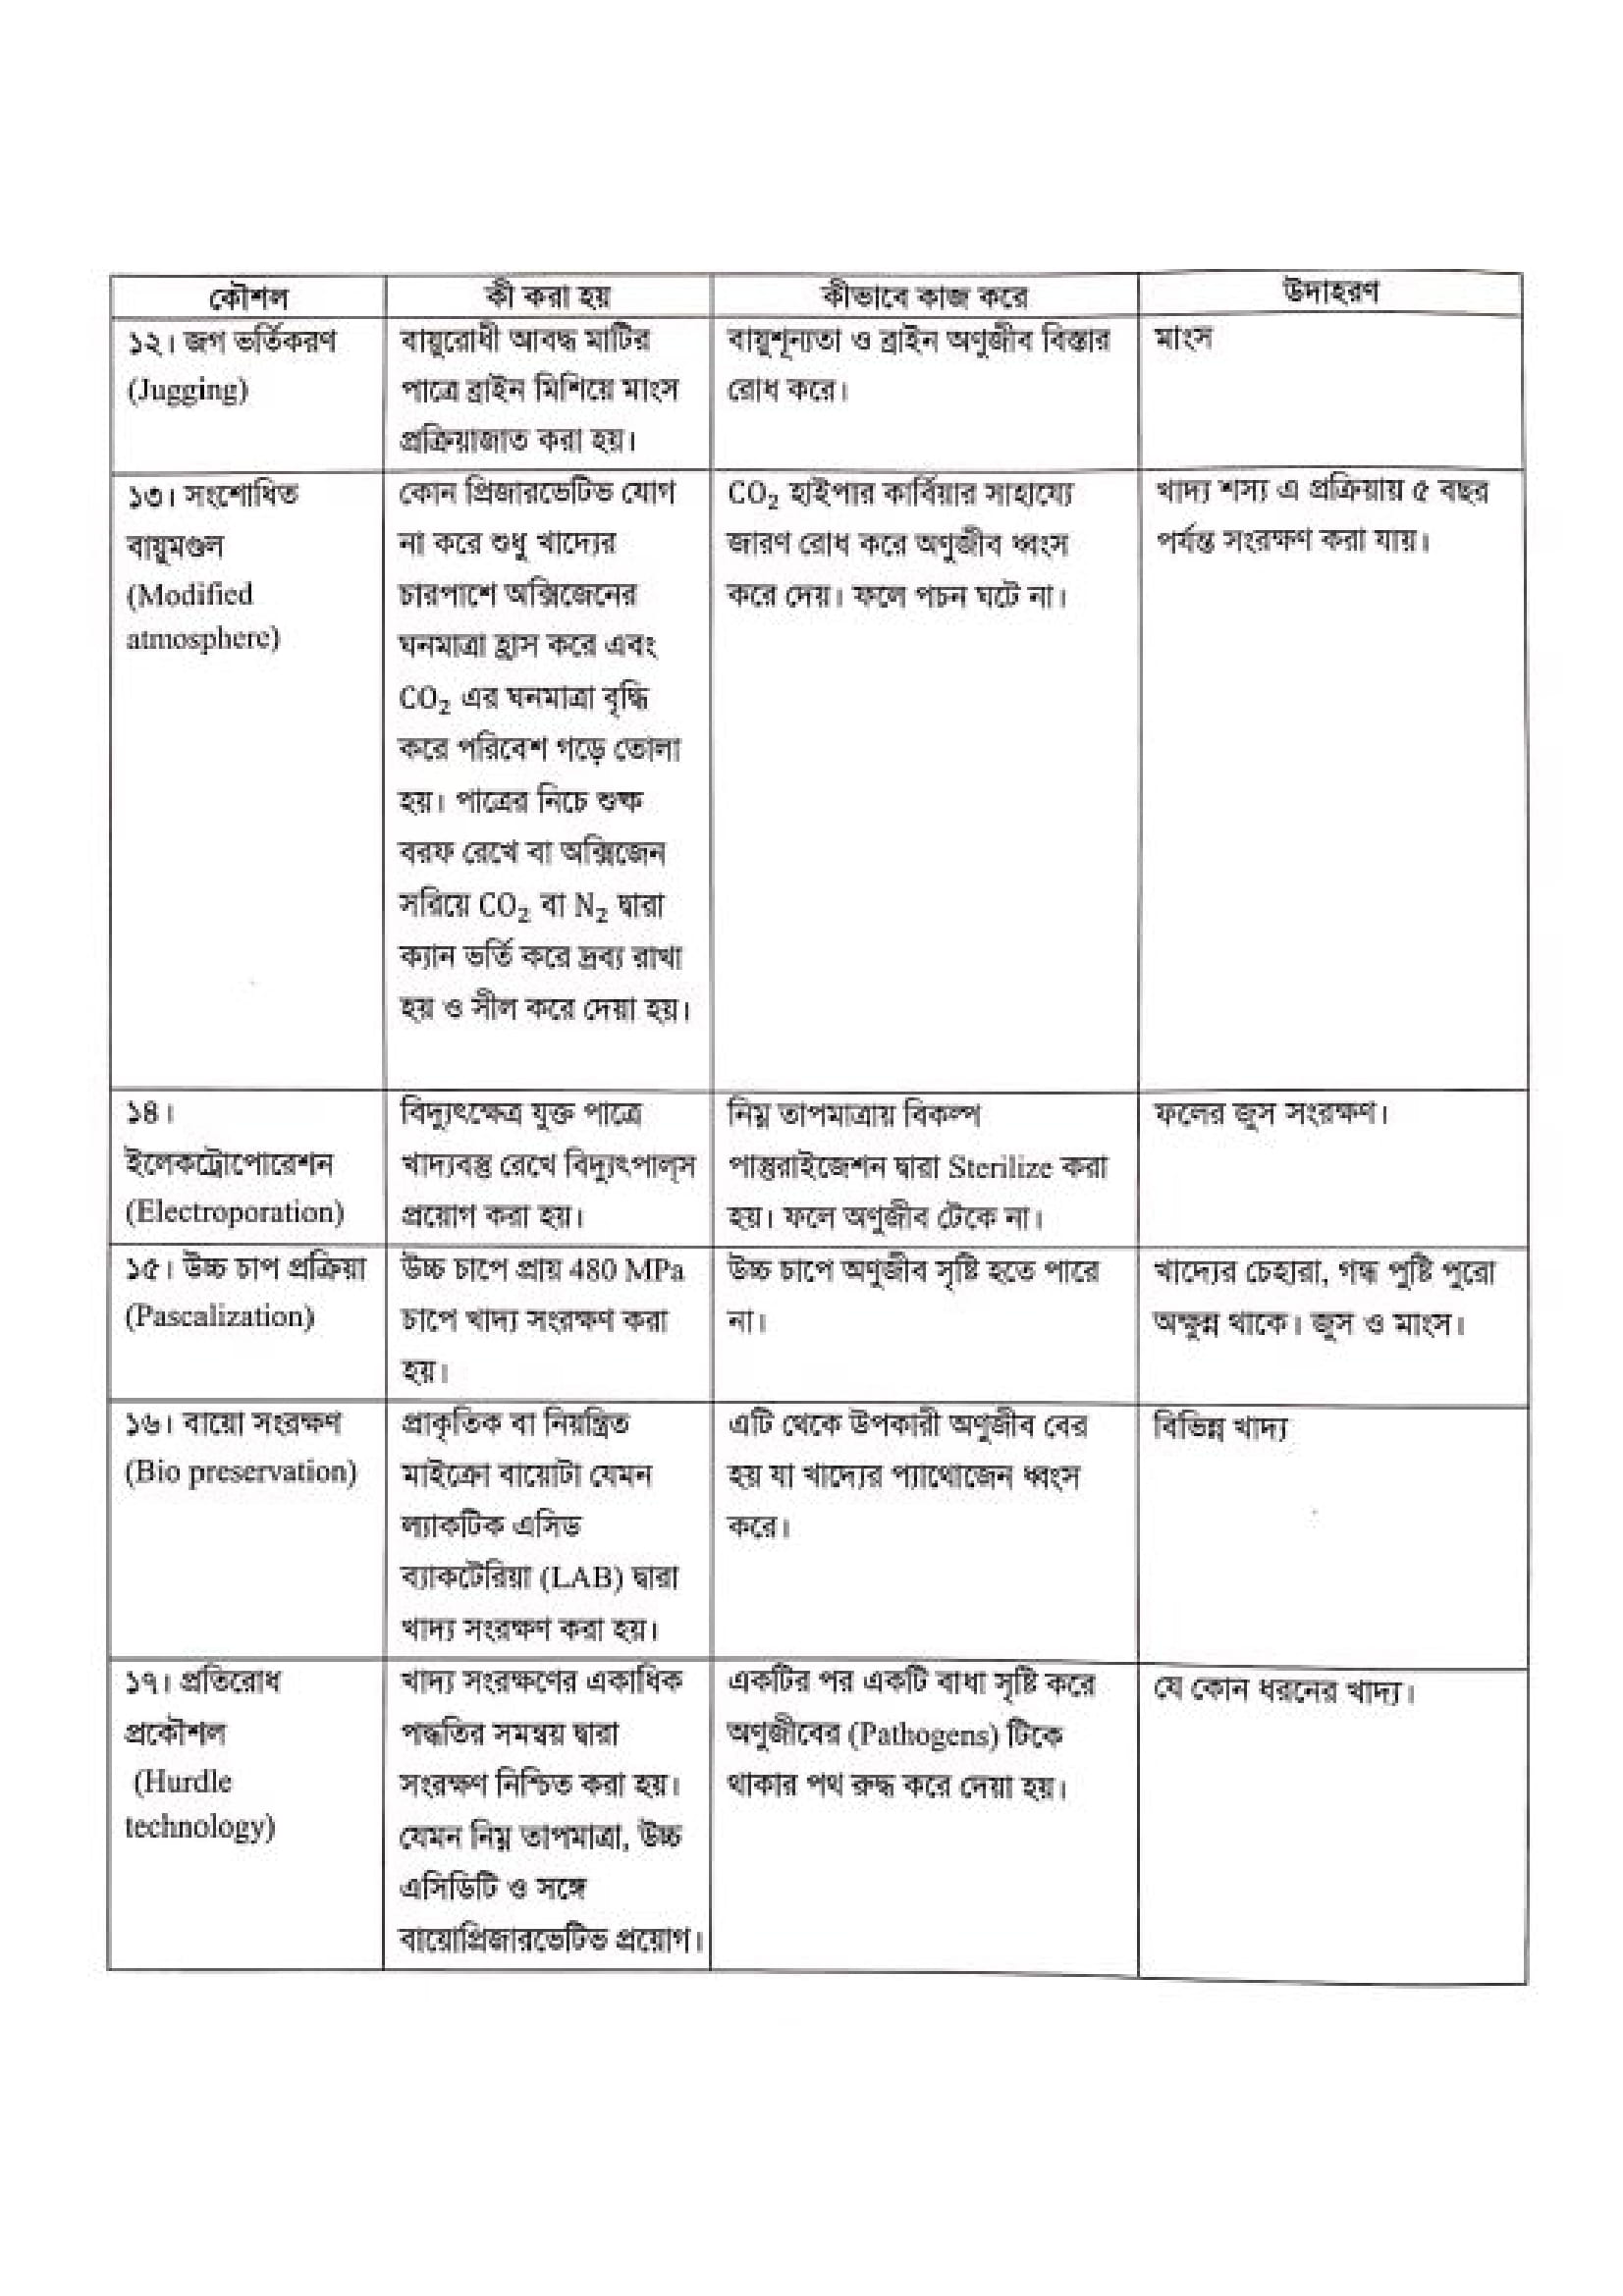 কৌশল
কী করা হয়
কীভাবে কাজ করে
উদাহরণ
১২। জগ ভর্তিকরণ
(Jugging)
বায়ুরোধী আবদ্ধ মাটির
পাত্রে ব্রাইন মিশিয়ে মাংস
প্রক্রিয়াজাত করা হয়।
বায়ুশূন্যতা ও ব্রাইন অণুজীব বিস্তার
রোধ করে।
মাংস
১৩। সংশোধিত
বায়ুমণ্ডল
(Modified
atmosphere)
কোন প্রিজারভেটিভ যোগ
না করে শুধু খাদ্যের
চারপাশে অক্সিজেনের
ঘনমাত্রা হ্রাস করে এবং
CO₂ এর ঘনমাত্রা বৃদ্ধি
করে পরিবেশ গড়ে তোলা
হয়। পাত্রের নিচে শুষ্ক
বরফ রেখে বা অক্সিজেন
সরিয়ে CO₂ বা N₂ দ্বারা
ক্যান ভর্তি করে দ্রব্য রাখা
হয় ও সীল করে দেয়া হয়।
CO₂ হাইপার কার্বিয়ার সাহায্যে
জারণ রোধ করে অণুজীব ধ্বংস
করে দেয়। ফলে পচন ঘটে না।
খাদ্য শস্য এ প্রক্রিয়ায় ৫ বছর
পর্যন্ত সংরক্ষণ করা যায়।
১৪।
ইলেকট্রোপোরেশন
(Electroporation)
বিদ্যুৎক্ষেত্র যুক্ত পাত্রে
খাদ্যবস্তু রেখে বিদ্যুৎপাল্‌স
প্রয়োগ করা হয়।
নিম্ন তাপমাত্রায় বিকল্প
পাস্তুরাইজেশন দ্বারা Sterilize করা
হয়। ফলে অণুজীব টেকে না।
ফলের জুস সংরক্ষণ।
১৫। উচ্চ চাপ প্রক্রিয়া
(Pascalization)
উচ্চ চাপে প্রায় 480 MPa
চাপে খাদ্য সংরক্ষণ করা
হয়।
উচ্চ চাপে অণুজীব সৃষ্টি হতে পারে
না।
খাদ্যের চেহারা, গন্ধ পুষ্টি পুরো
অক্ষুন্ন থাকে। জুস ও মাংস।
১৬। বায়ো সংরক্ষণ
(Bio preservation)
প্রাকৃতিক বা নিয়ন্ত্রিত
মাইক্রো বায়োটা যেমন
ল্যাকটিক এসিড
ব্যাকটেরিয়া (LAB) দ্বারা
খাদ্য সংরক্ষণ করা হয়।
এটি থেকে উপকারী অণুজীব বের
হয় যা খাদ্যের প্যাথোজেন ধ্বংস
করে।
বিভিন্ন খাদ্য
১৭। প্রতিরোধ
প্রকৌশল
(Hurdle
technology)
খাদ্য সংরক্ষণের একাধিক
পদ্ধতির সমন্বয় দ্বারা
সংরক্ষণ নিশ্চিত করা হয়।
যেমন নিম্ন তাপমাত্রা, উচ্চ
এসিডিটি ও সঙ্গে
বায়োপ্রিজারভেটিভ প্রয়োগ।
একটির পর একটি বাধা সৃষ্টি করে
অণুজীবের (Pathogens) টিকে
থাকার পথ রুদ্ধ করে দেয়া হয়।
যে কোন ধরনের খাদ্য।